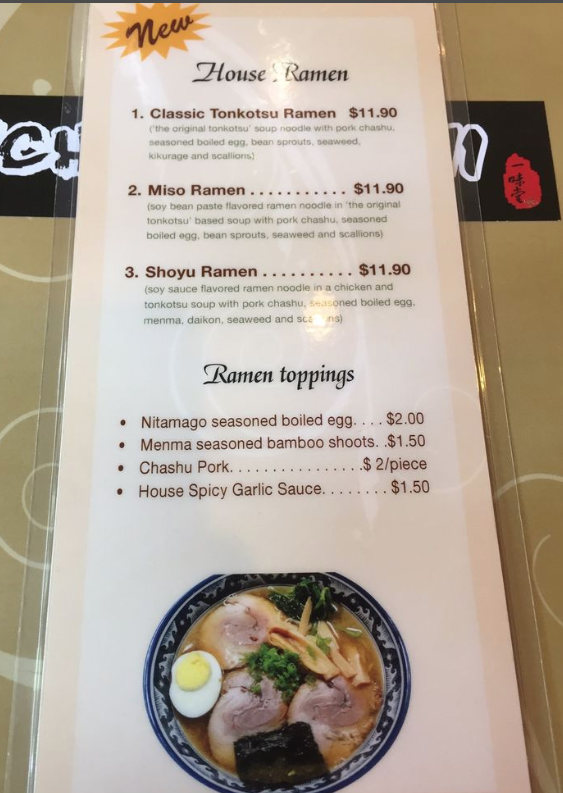 New
House Ramen
1. Classic Tonkotsu Ramen $11.90
('the original tonkotsu' soup noodle with pork chashu,
seasoned boiled egg, bean sprouts, seaweed,
kikurage and scallions)
2. Miso Ramen . . . . . . . . . . . $11.90
(soy bean paste flavored ramen noodle in 'the original
tonkotsu' based soup with pork chashu, seasoned
boiled egg, bean sprouts, seaweed and scallions)
3. Shoyu Ramen . . . . . . . . . . $11.90
(soy sauce flavored ramen noodle in a chicken and
tonkotsu soup with pork chashu, seasoned boiled egg,
menma, daikon, seaweed and scallions)
一味堂
Ramen toppings
• Nitamago seasoned boiled egg. . . . $2.00
• Menma seasoned bamboo shoots. . $1.50
• Chashu Pork. . . . . . . . . . . . . . . .$ 2/piece
• House Spicy Garlic Sauce. . . . . . . . $1.50